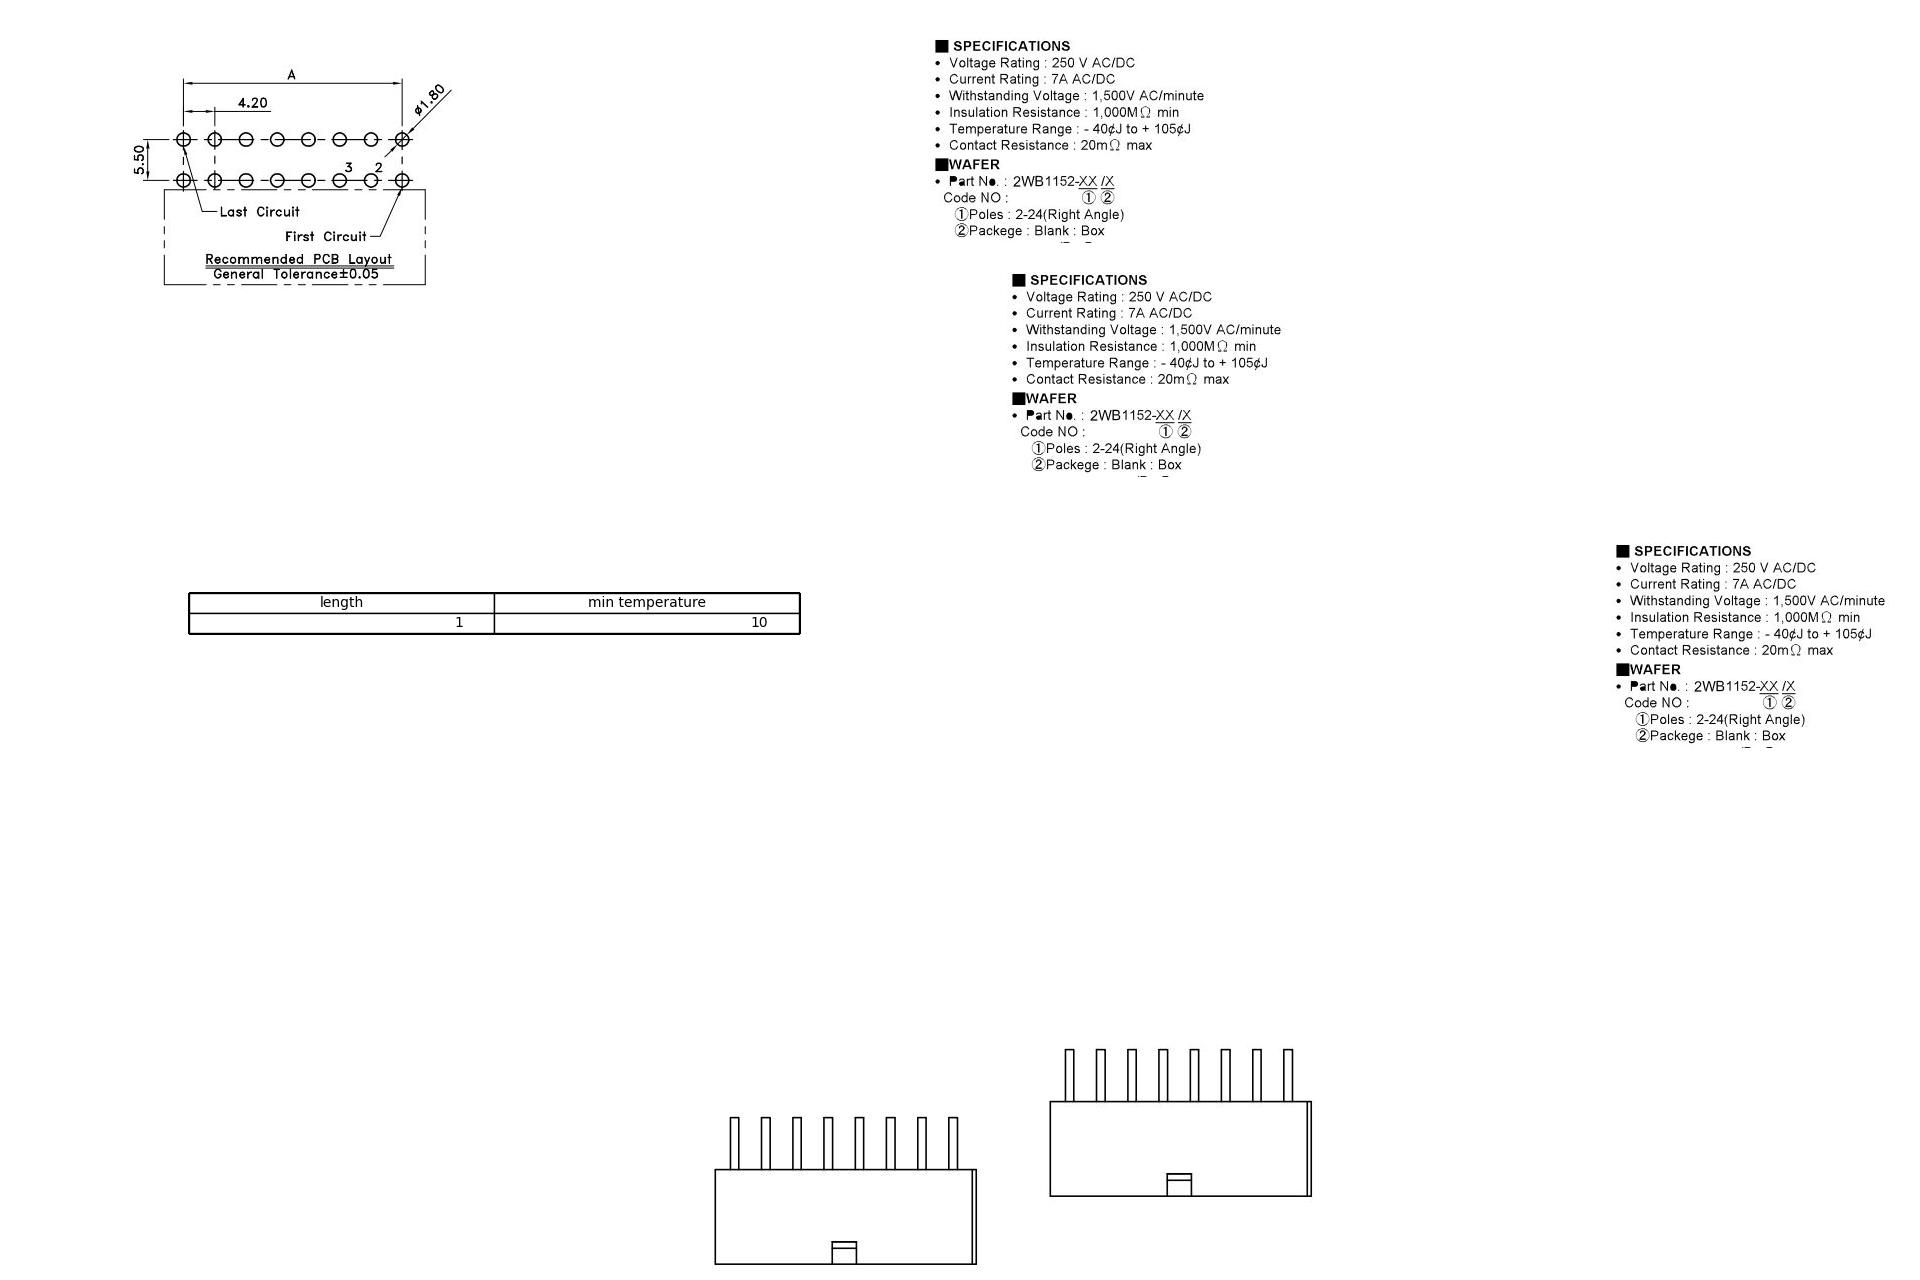 A
4.20
ø1.80
5.50
3 2
Last Circuit
First Circuit
Recommended PCB Layout
General Tolerance±0.05
■ SPECIFICATIONS
• Voltage Rating : 250 V AC/DC
• Current Rating : 7A AC/DC
• Withstanding Voltage : 1,500V AC/minute
• Insulation Resistance : 1,000MΩ min
• Temperature Range : - 40¢J to + 105¢J
• Contact Resistance : 20mΩ max
■WAFER
• Part No. : 2WB1152-XX /X
Code NO : ① ②
①Poles : 2-24(Right Angle)
②Packege : Blank : Box
■ SPECIFICATIONS
• Voltage Rating : 250 V AC/DC
• Current Rating : 7A AC/DC
• Withstanding Voltage : 1,500V AC/minute
• Insulation Resistance : 1,000MΩ min
• Temperature Range : - 40¢J to + 105¢J
• Contact Resistance : 20mΩ max
■WAFER
• Part No. : 2WB1152-XX /X
Code NO : ① ②
①Poles : 2-24(Right Angle)
②Packege : Blank : Box
■ SPECIFICATIONS
• Voltage Rating : 250 V AC/DC
• Current Rating : 7A AC/DC
• Withstanding Voltage : 1,500V AC/minute
• Insulation Resistance : 1,000MΩ min
• Temperature Range : - 40¢J to + 105¢J
• Contact Resistance : 20mΩ max
■WAFER
• Part No. : 2WB1152-XX /X
Code NO : ① ②
①Poles : 2-24(Right Angle)
②Packege : Blank : Box
length min temperature
1 10